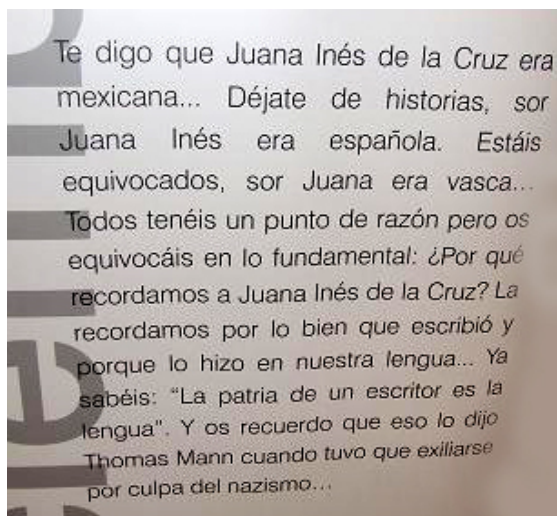 Te digo que Juana Inés de la Cruz era
mexicana... Déjate de historias, sor
Juana Inés era española. Estáis
equivocados, sor Juana era vasca...
Todos tenéis un punto de razón pero os
equivocáis en lo fundamental: ¿Por qué
recordamos a Juana Inés de la Cruz? La
recordamos por lo bien que escribió y
porque lo hizo en nuestra lengua... Ya
sabéis: “La patria de un escritor es la
lengua”. Y os recuerdo que eso lo dijo
Thomas Mann cuando tuvo que exiliarse
por culpa del nazismo...